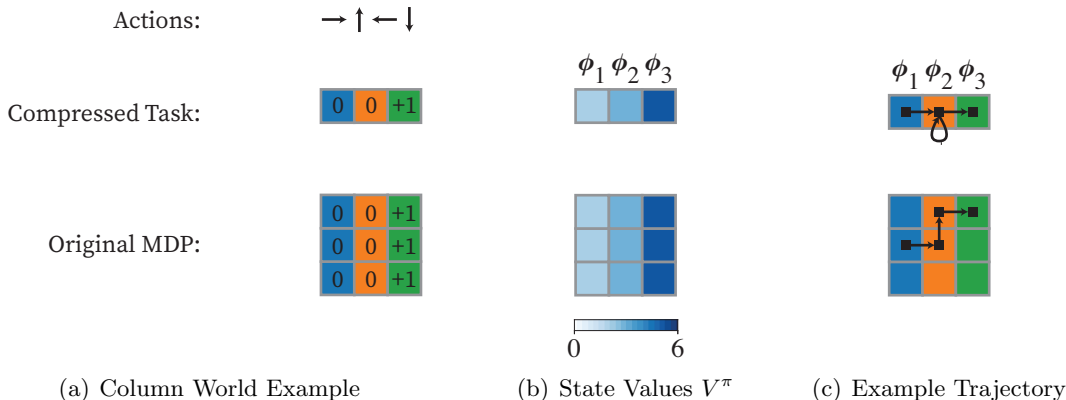 Actions:
ϕ₁ ϕ₂ ϕ₃
ϕ₁ ϕ₂ ϕ₃
Compressed Task:
0 0 +1
Original MDP:
0 0 +1
0 0 +1
0 0 +1
0 6
(a) Column World Example
(b) State Values V^π
(c) Example Trajectory